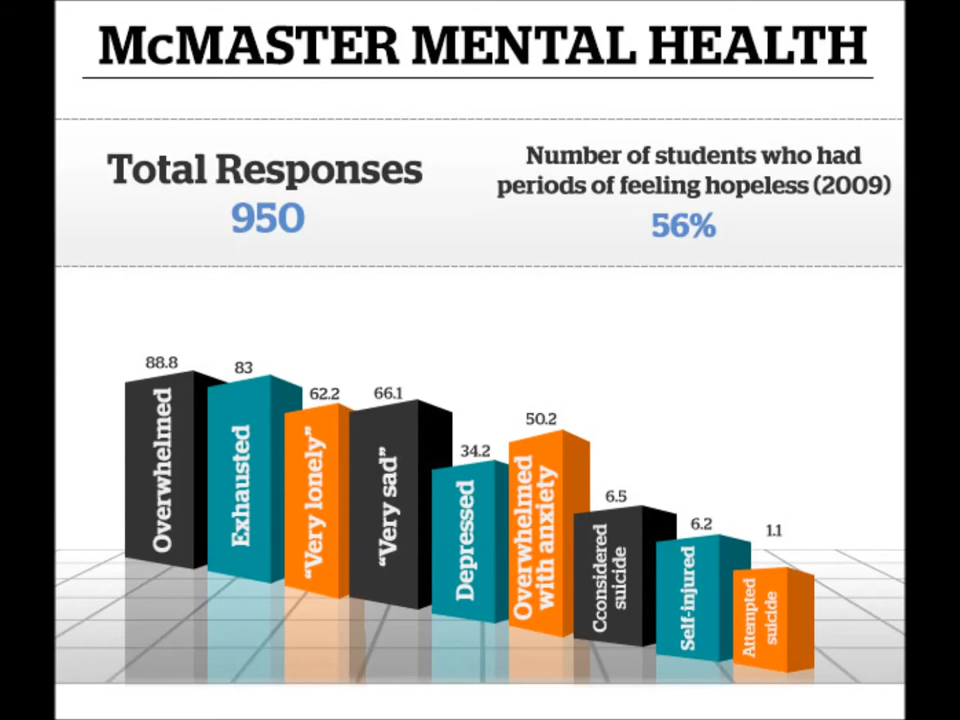 McMASTER MENTAL HEALTH
Total Responses
950
Number of students who had
periods of feeling hopeless (2009)
56%
88.8
Overwhelmed
83
Exhausted
62.2
"Very lonely"
66.1
"Very sad"
34.2
Depressed
50.2
Overwhelmed
with anxiety
6.5
Cconsidered
suicide
6.2
Self-injured
1.1
Attempted
suicide